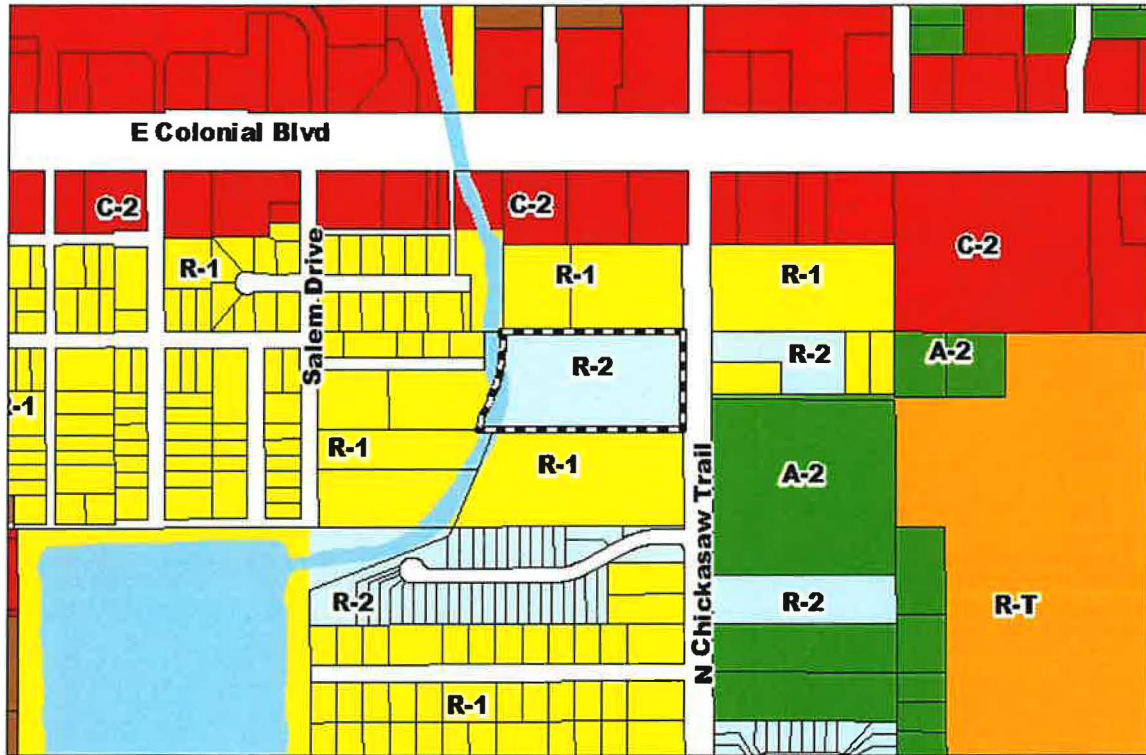 E Colonial Blvd
C-2
C-2
C-2
R-1
R-1
R-1
Salem Drive
R-2
R-2
A-2
R-1
R-1
R-1
A-2
N Chickasaw Trail
R-2
R-2
R-T
R-1